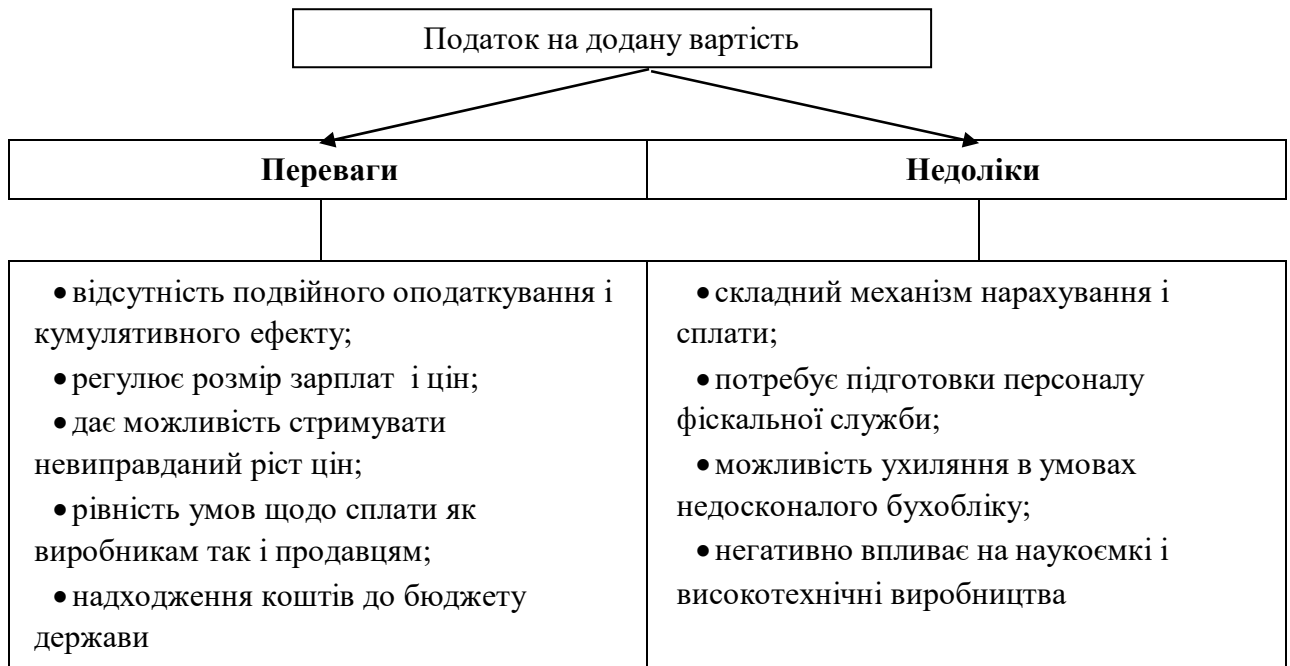 Податок на додану вартість
Переваги
Недоліки
• відсутність подвійного оподаткування і
кумулятивного ефекту;
• регулює розмір зарплат і цін;
• дає можливість стримувати
невиправданий ріст цін;
• рівність умов щодо сплати як
виробникам так і продавцям;
• надходження коштів до бюджету
держави
• складний механізм нарахування і
сплати;
• потребує підготовки персоналу
фіскальної служби;
• можливість ухиляння в умовах
недосконалого бухобліку;
• негативно впливає на наукоємкі і
високотехнічні виробництва